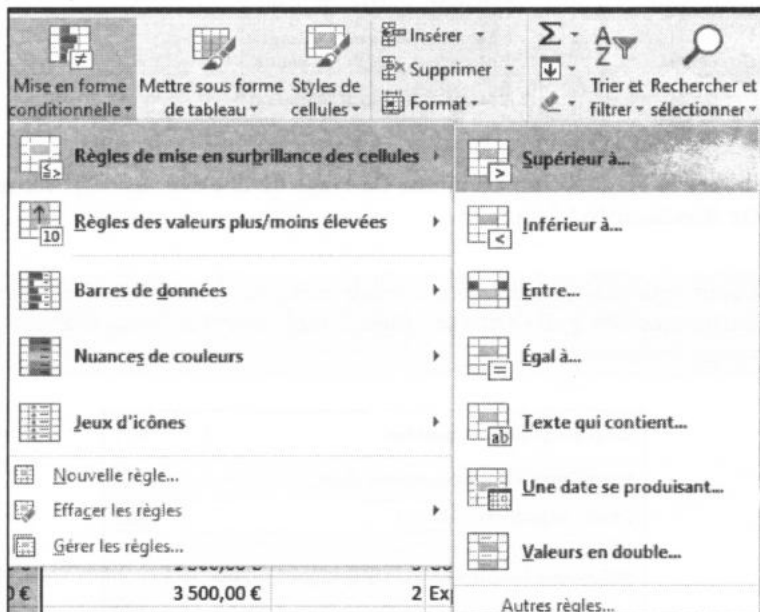 Insérer
Supprimer
Format
Mise en forme conditionnelle
Mettre sous forme de tableau
Styles de cellules
Trier et filtrer
Rechercher et sélectionner
Règles de mise en surbrillance des cellules
Règles des valeurs plus/moins élevées
Barres de données
Nuances de couleurs
Jeux d'icônes
Nouvelle règle...
Effacer les règles
Gérer les règles...
Supérieur à...
Inférieur à...
Entre...
Égal à...
Texte qui contient...
Une date se produisant...
Valeurs en double...
Autres règles...
3 500,00 € 2